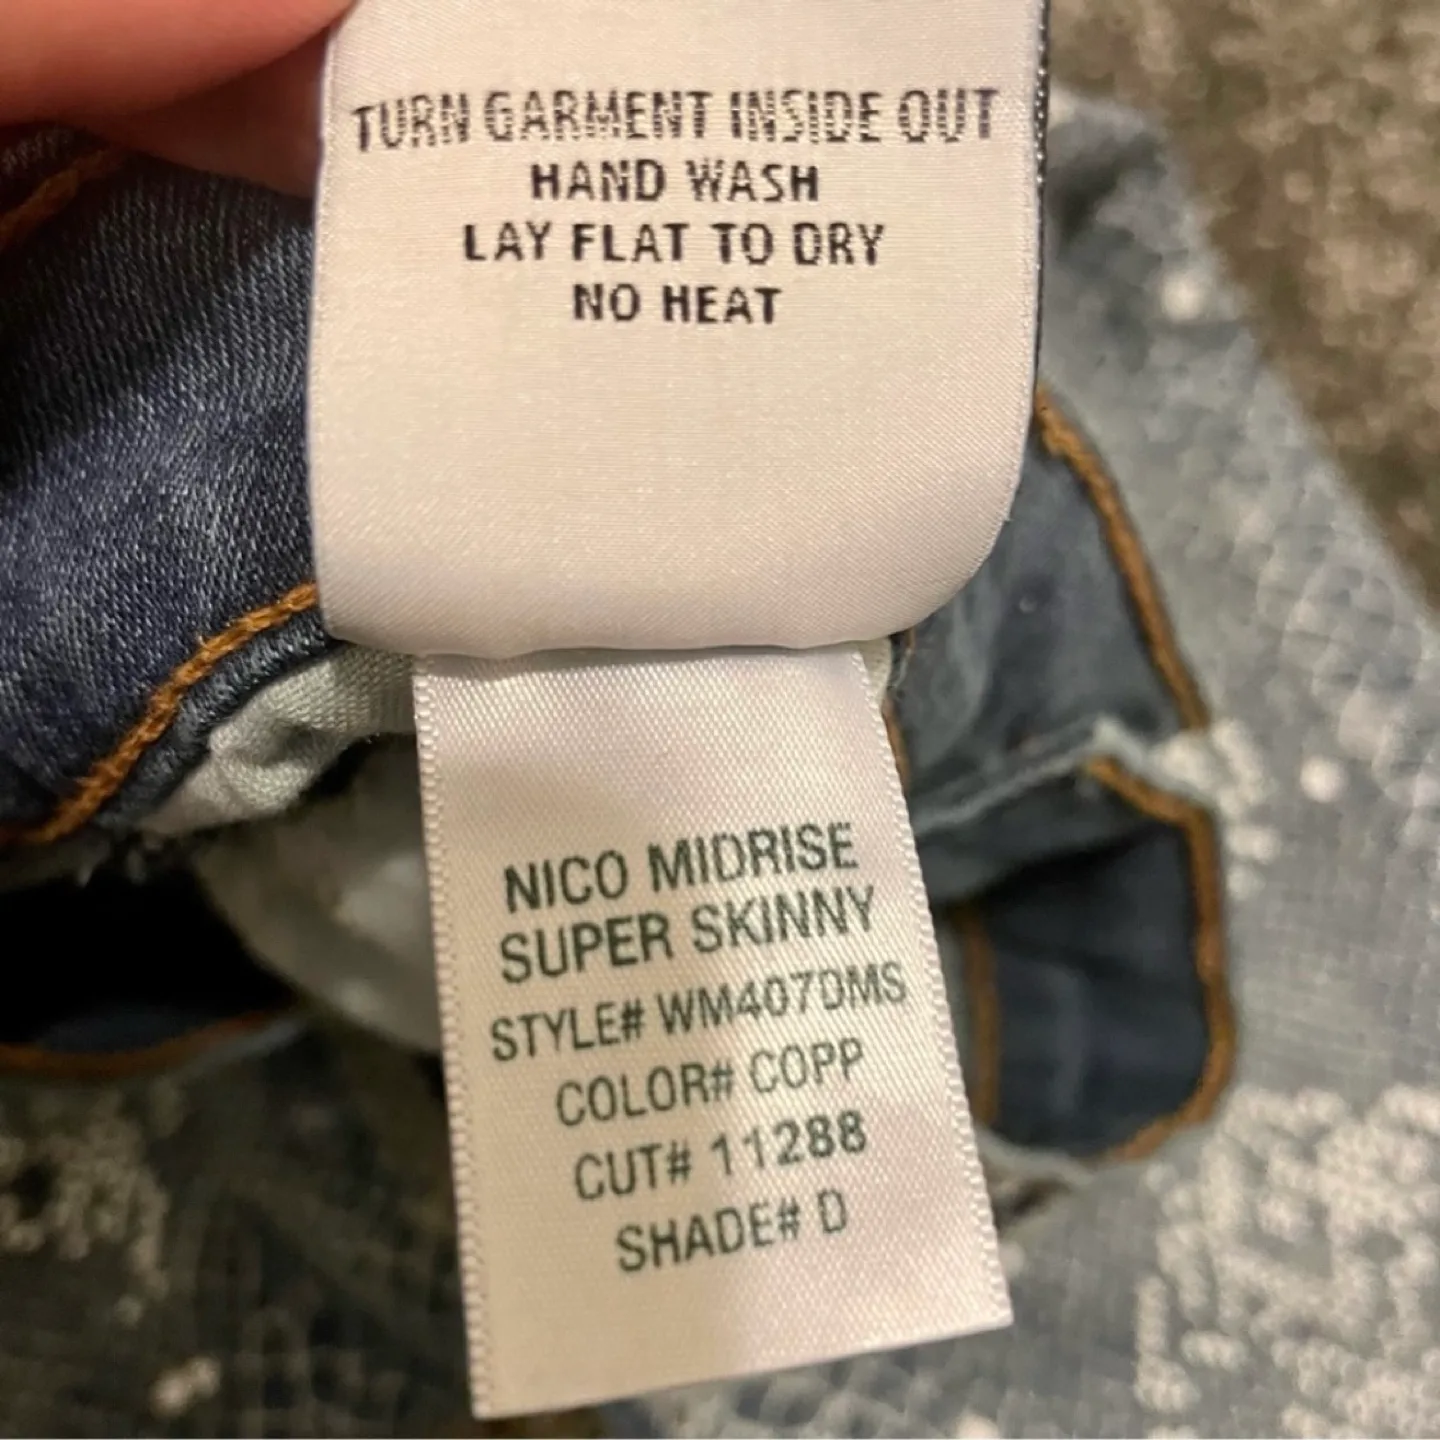 TURN GARMENT INSIDE OUT
HAND WASH
LAY FLAT TO DRY
NO HEAT
NICO MIDRISE
SUPER SKINNY
STYLE# WM407DMS
COLOR# COPP
CUT# 11288
SHADE# D